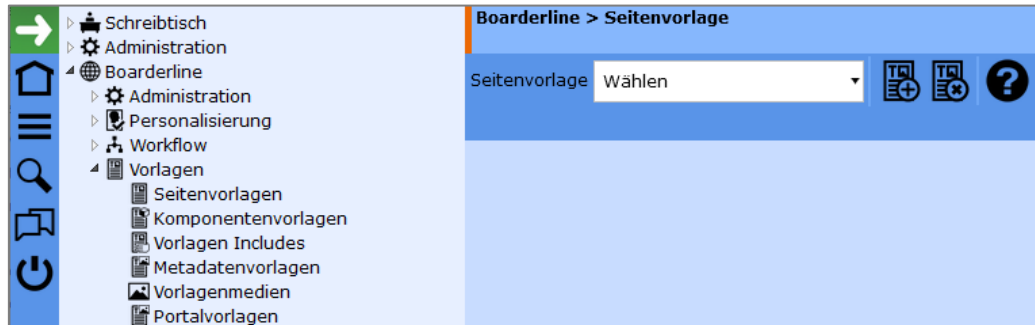 Schreibtisch
Administration
Boarderline
Administration
Personalisierung
Workflow
Vorlagen
Seitenvorlagen
Komponentenvorlagen
Vorlagen Includes
Metadatenvorlagen
Vorlagenmedien
Portalvorlagen
Boarderline > Seitenvorlage
Seitenvorlage Wählen